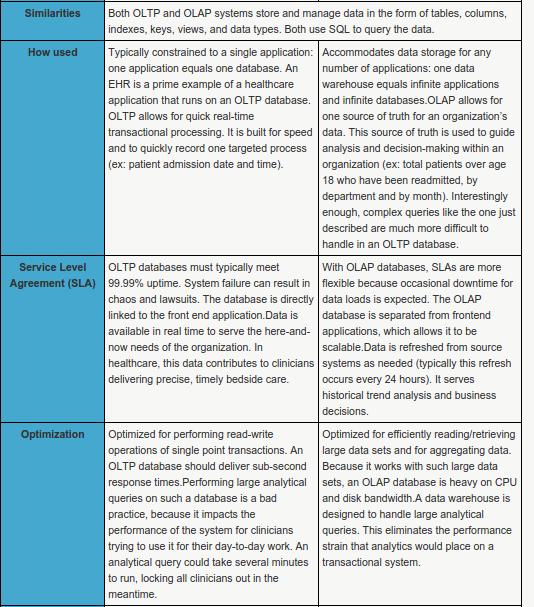 Similarities
Both OLTP and OLAP systems store and manage data in the form of tables, columns,
indexes, keys, views, and data types. Both use SQL to query the data.
How used
Typically constrained to a single application:
one application equals one database. An
EHR is a prime example of a healthcare
application that runs on an OLTP database.
OLTP allows for quick real-time
transactional processing. It is built for speed
and to quickly record one targeted process
(ex: patient admission date and time).
Accommodates data storage for any
number of applications: one data
warehouse equals infinite applications
and infinite databases.OLAP allows for
one source of truth for an organization's
data. This source of truth is used to guide
analysis and decision-making within an
organization (ex: total patients over age
18 who have been readmitted, by
department and by month). Interestingly
enough, complex queries like the one just
described are much more difficult to
handle in an OLTP database.
Service Level
Agreement (SLA)
OLTP databases must typically meet
99.99% uptime. System failure can result in
chaos and lawsuits. The database is directly
linked to the front end application.Data is
available in real time to serve the here-and-
now needs of the organization. In
healthcare, this data contributes to clinicians
delivering precise, timely bedside care.
With OLAP databases, SLAs are more
flexible because occasional downtime for
data loads is expected. The OLAP
database is separated from frontend
applications, which allows it to be
scalable.Data is refreshed from source
systems as needed (typically this refresh
occurs every 24 hours). It serves
historical trend analysis and business
decisions.
Optimization
Optimized for performing read-write
operations of single point transactions. An
OLTP database should deliver sub-second
response times.Performing large analytical
queries on such a database is a bad
practice, because it impacts the
performance of the system for clinicians
trying to use it for their day-to-day work. An
analytical query could take several minutes
to run, locking all clinicians out in the
meantime.
Optimized for efficiently reading/retrieving
large data sets and for aggregating data.
Because it works with such large data
sets, an OLAP database is heavy on CPU
and disk bandwidth.A data warehouse is
designed to handle large analytical
queries. This eliminates the performance
strain that analytics would place on a
transactional system.